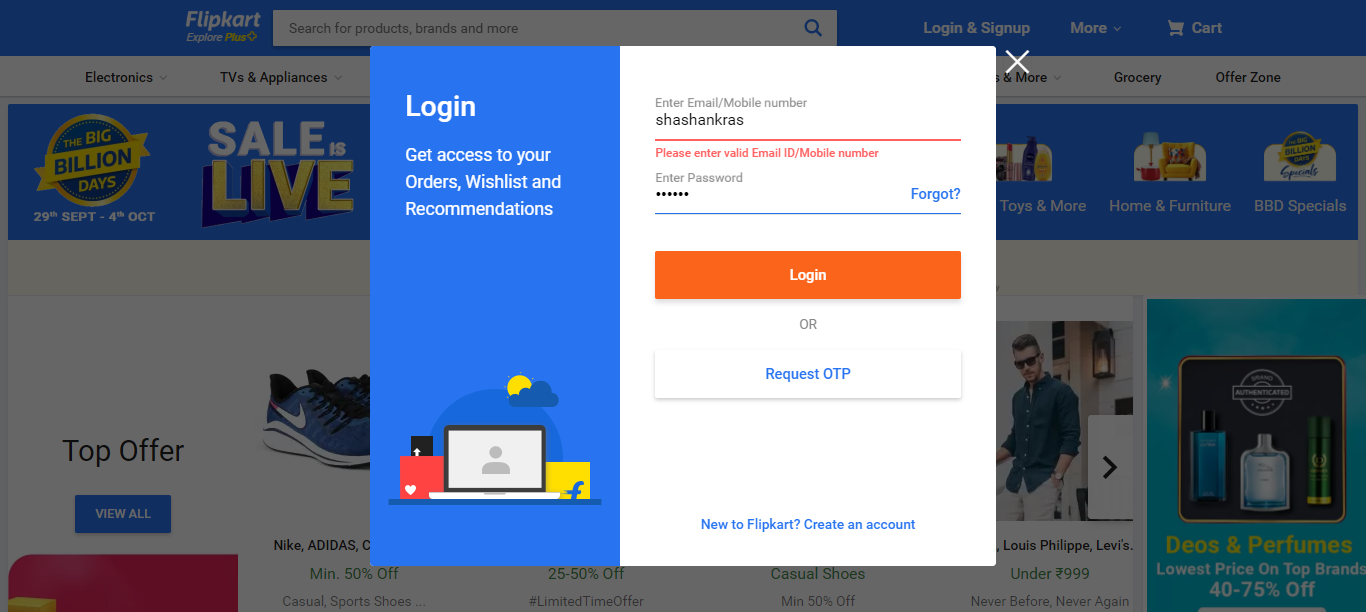 Flipkart
Explore Plus
Search for products, brands and more
Login & Signup
More
Cart
Electronics
TVs & Appliances
s & More
Grocery
Offer Zone
THE BIG
BILLION
DAYS
29th SEPT - 4th OCT
SALE IS
LIVE
Toys & More
Home & Furniture
THE BIG
BILLION
DAYS
Specials
BBD Specials
Login
Get access to your
Orders, Wishlist and
Recommendations
Enter Email/Mobile number
shashankras
Please enter valid Email ID/Mobile number
Enter Password
••••••
Forgot?
Login
OR
Request OTP
New to Flipkart? Create an account
Top Offer
VIEW ALL
Nike, ADIDAS, C
Min. 50% Off
Casual, Sports Shoes ...
25-50% Off
#LimitedTimeOffer
Casual Shoes
Min 50% Off
, Louis Philippe, Levi's.
Under ₹999
Never Before, Never Again
BRAND
AUTHENTICATED
Deos & Perfumes
Lowest Price On Top Brands
40-75% Off